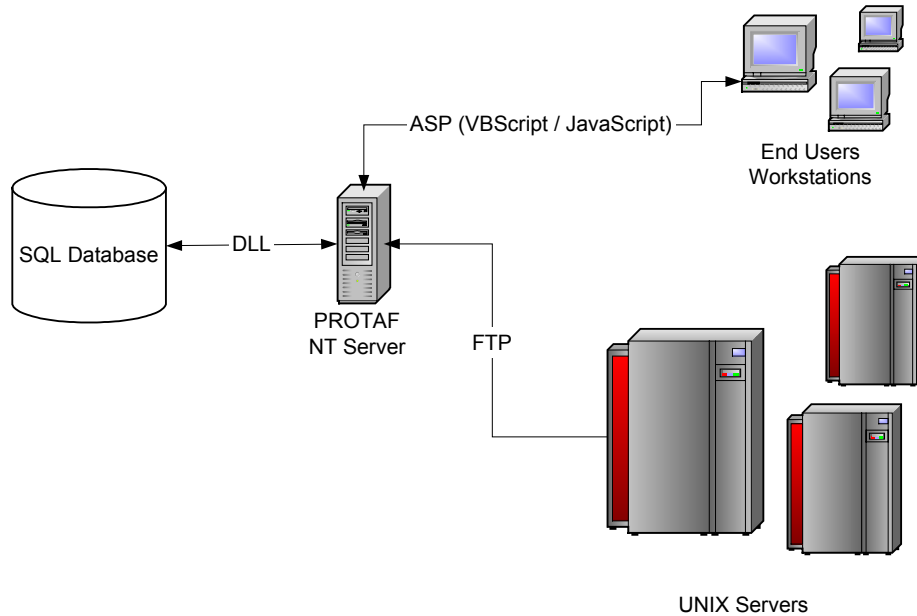 ASP (VBScript / JavaScript)
End Users
Workstations
SQL Database
DLL
PROTAF
NT Server
FTP
UNIX Servers